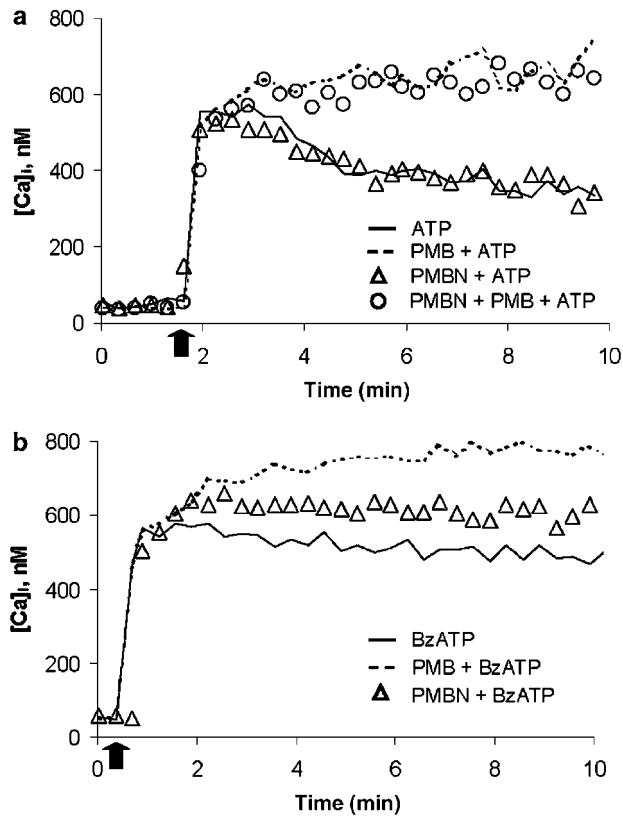 a
800
600
400
200
0
[Ca]i, nM
ATP
PMB + ATP
PMBN + ATP
PMBN + PMB + ATP
0 2 4 6 8 10
Time (min)
b
800
600
400
200
0
[Ca]i, nM
BzATP
PMB + BzATP
PMBN + BzATP
0 2 4 6 8 10
Time (min)